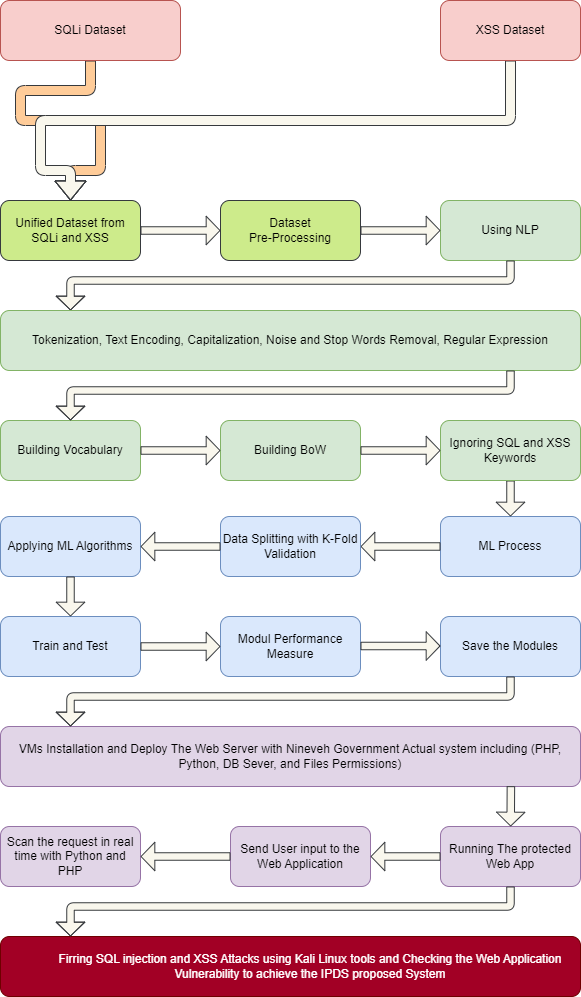 SQLi Dataset
XSS Dataset
Unified Dataset from
SQLi and XSS
Dataset
Pre-Processing
Using NLP
Tokenization, Text Encoding, Capitalization, Noise and Stop Words Removal, Regular Expression
Building Vocabulary
Building BoW
Ignoring SQL and XSS
Keywords
Applying ML Algorithms
Data Splitting with K-Fold
Validation
ML Process
Train and Test
Modul Performance
Measure
Save the Modules
VMs Installation and Deploy The Web Server with Nineveh Government Actual system including (PHP,
Python, DB Sever, and Files Permissions)
Scan the request in real
time with Python and
PHP
Send User input to the
Web Application
Running The protected
Web App
Firring SQL injection and XSS Attacks using Kali Linux tools and Checking the Web Application
Vulnerability to achieve the IPDS proposed System